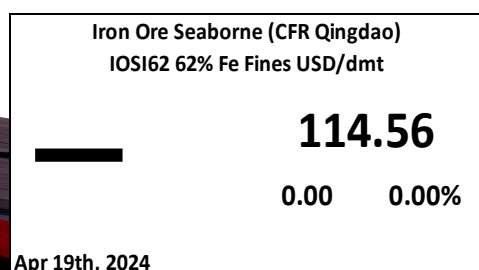 Iron Ore Seaborne (CFR Qingdao)
IOSI62 62% Fe Fines USD/dmt
114.56
0.00 0.00%
Apr 19th, 2024